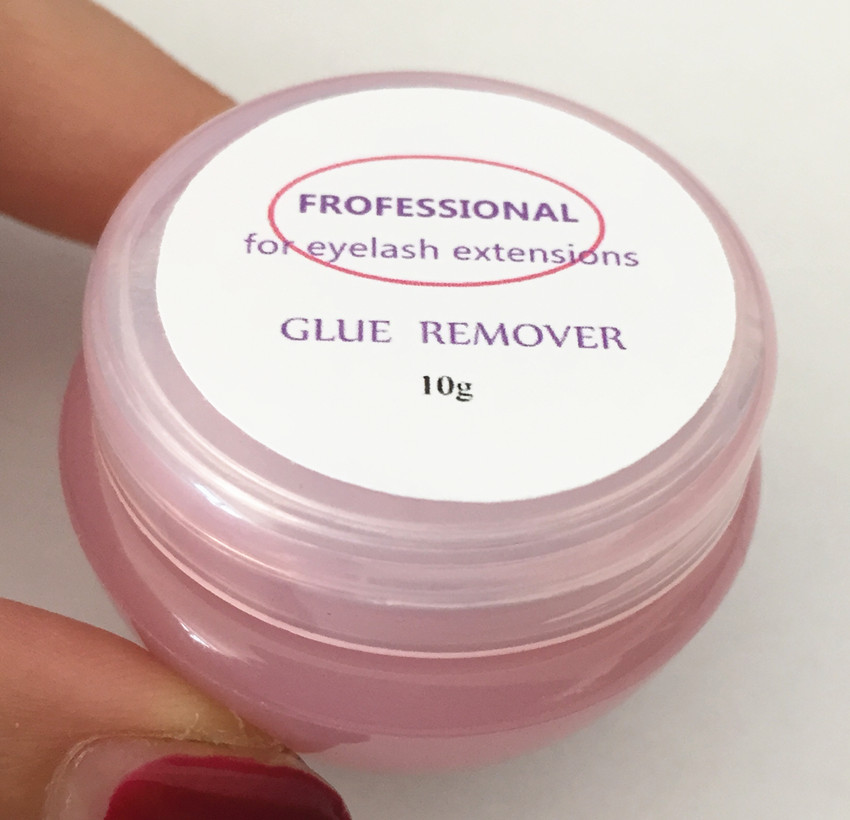 FROFESSIONAL
for eyelash extensions
GLUE REMOVER
10g